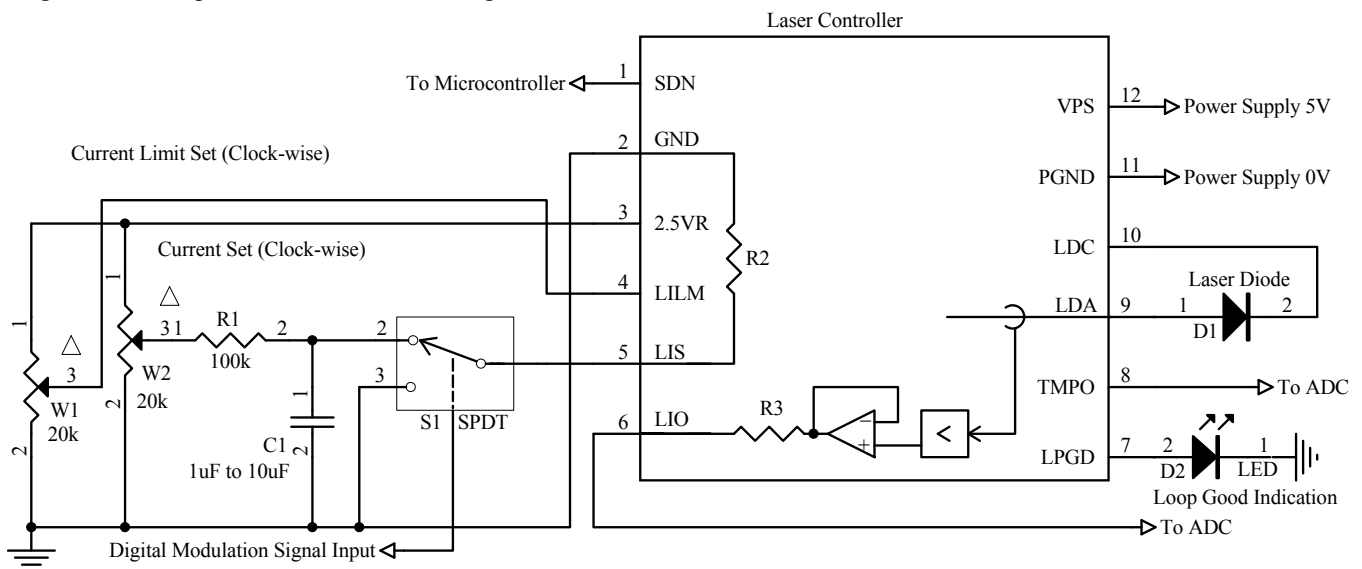 Laser Controller
To Microcontroller
1
SDN
VPS
12
Power Supply 5V
2
GND
Current Limit Set (Clock-wise)
PGND
11
Power Supply 0V
3
2.5VR
Current Set (Clock-wise)
R2
LDC
10
Laser Diode
1
4
LILM
LDA
9
1
2
D1
1
3 1
R1
2
100k
2
5
LIS
3
W2
20k
W1
20k
2
3
S1
SPDT
TMPO
8
To ADC
1
C1
1uF to 10uF
2
2
6
LIO
R3
−
+
<
LPGD
7
2
1
D2
LED
Loop Good Indication
To ADC
Digital Modulation Signal Input